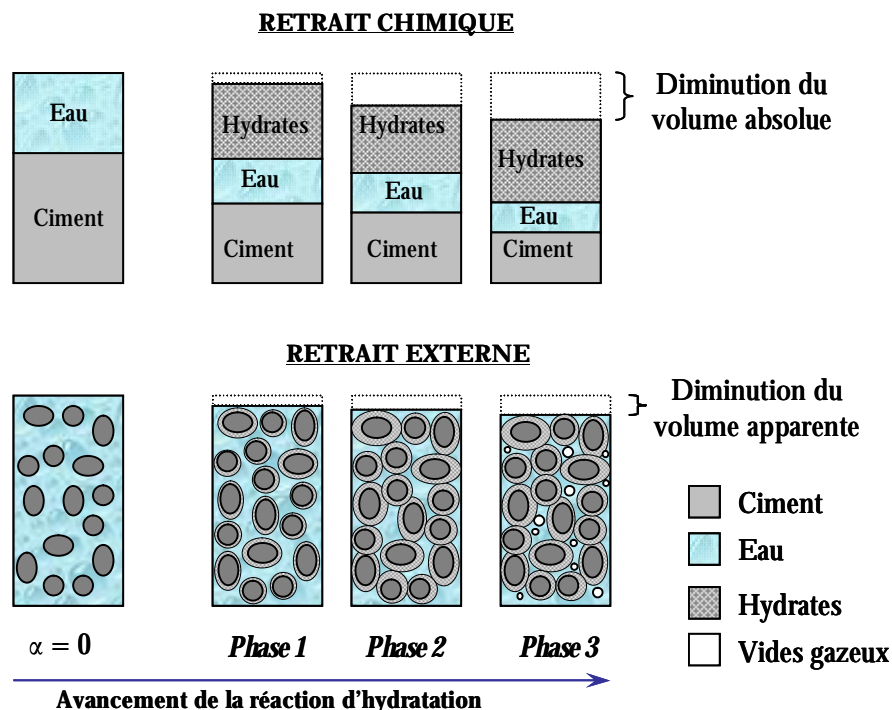 RETRAIT CHIMIQUE
Eau
Ciment
Hydrates
Eau
Ciment
Hydrates
Eau
Ciment
Hydrates
Eau
Ciment
Diminution du
volume absolue
RETRAIT EXTERNE
Diminution du
volume apparente
Ciment
Eau
Hydrates
Vides gazeux
α = 0
Phase 1
Phase 2
Phase 3
Avancement de la réaction d'hydratation